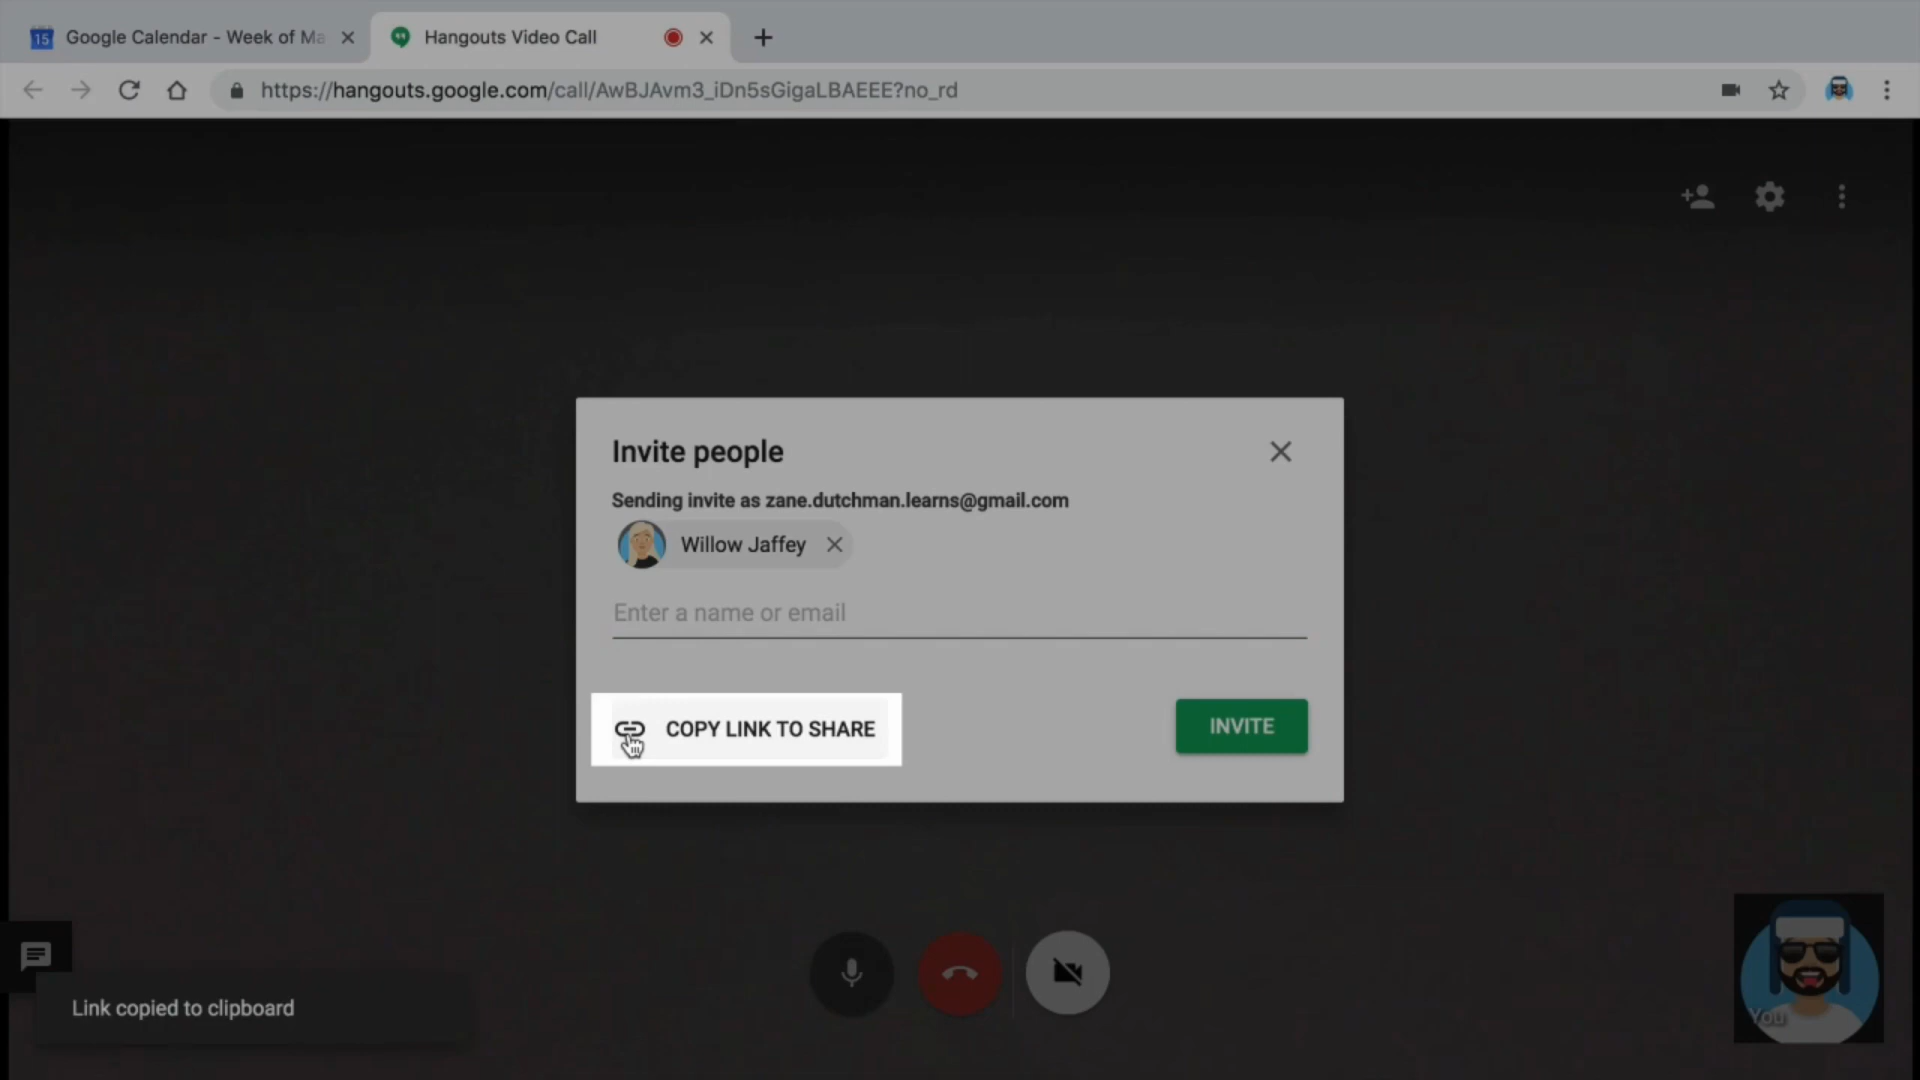 15 Google Calendar - Week of Ma
Hangouts Video Call
https://hangouts.google.com/call/AwBJAvm3_iDn5sGigaLBAEEE?no_rd
Invite people
Sending invite as zane.dutchman.learns@gmail.com
Willow Jaffey
Enter a name or email
COPY LINK TO SHARE
INVITE
Link copied to clipboard
You